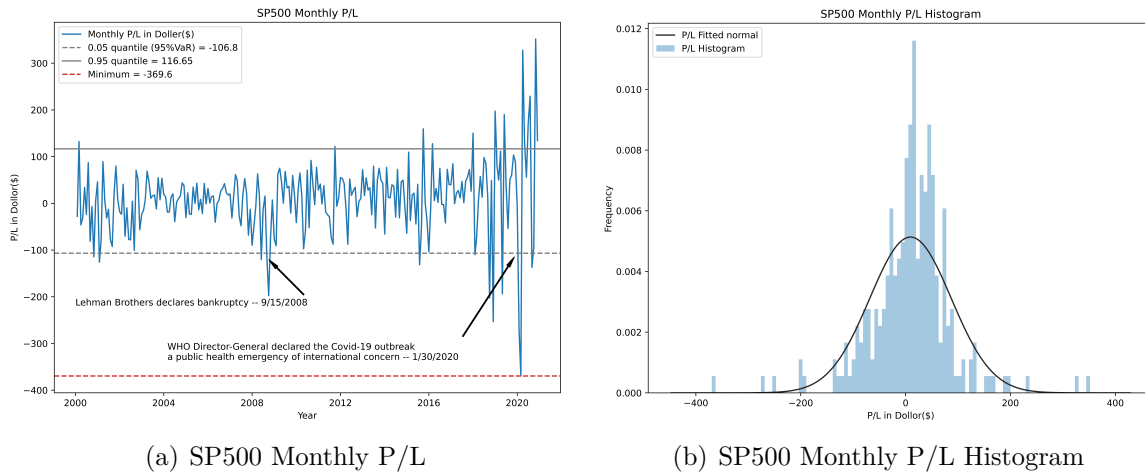 SP500 Monthly P/L
Monthly P/L in Doller($)
0.05 quantile (95%VaR) = -106.8
0.95 quantile = 116.65
Minimum = -369.6
300
200
100
0
−100
−200
−300
−400
P/L in Dollor($)
Lehman Brothers declares bankruptcy -- 9/15/2008
WHO Director-General declared the Covid-19 outbreak
a public health emergency of international concern -- 1/30/2020
2000 2004 2008 2012 2016 2020
Year
(a) SP500 Monthly P/L
SP500 Monthly P/L Histogram
P/L Fitted normal
P/L Histogram
0.012
0.010
0.008
0.006
0.004
0.002
0.000
Frequency
−400 −200 0 200 400
P/L in Dollor($)
(b) SP500 Monthly P/L Histogram